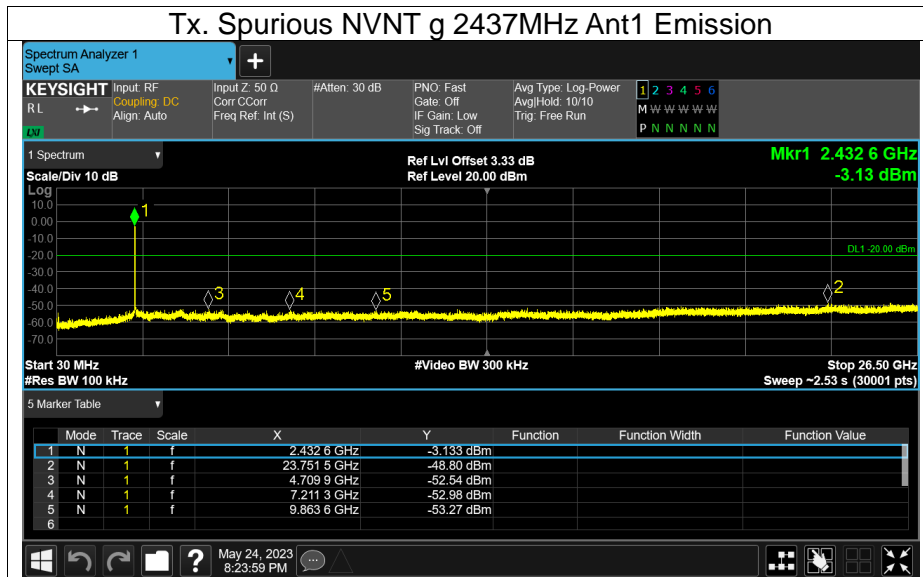 Tx. Spurious NVNT g 2437MHz Ant1 Emission
Spectrum Analyzer 1
Swept SA
+
KEYSIGHT Input: RF Input Z: 50 Ω #Atten: 30 dB PNO: Fast Avg Type: Log-Power 1 2 3 4 5 6
RL Coupling: DC Corr CCorr Gate: Off Avg|Hold: 10/10 M W W W W W
Align: Auto Freq Ref: Int (S) IF Gain: Low Trig: Free Run
LXI Sig Track: Off P N N N N N
1 Spectrum Ref Lvl Offset 3.33 dB Mkr1 2.432 6 GHz
Scale/Div 10 dB Ref Level 20.00 dBm -3.13 dBm
Log
10.0
0.00
-10.0
-20.0
-30.0
-40.0
-50.0
-60.0
-70.0
1
DL1 -20.00 dBm
3 4 5 2
Start 30 MHz #Video BW 300 kHz Stop 26.50 GHz
#Res BW 100 kHz Sweep ~2.53 s (30001 pts)
5 Marker Table
Mode Trace Scale X Y Function Function Width Function Value
1 N 1 f 2.432 6 GHz -3.133 dBm
2 N 1 f 23.751 5 GHz -48.80 dBm
3 N 1 f 4.709 9 GHz -52.54 dBm
4 N 1 f 7.211 3 GHz -52.98 dBm
5 N 1 f 9.863 6 GHz -53.27 dBm
6
? May 24, 2023
8:23:59 PM